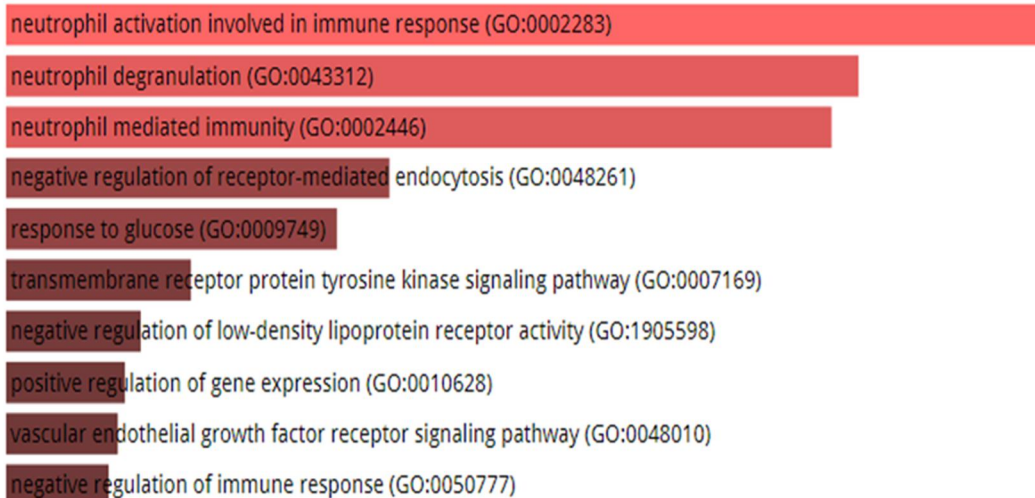 neutrophil activation involved in immune response (GO:0002283)
neutrophil degranulation (GO:0043312)
neutrophil mediated immunity (GO:0002446)
negative regulation of receptor-mediated endocytosis (GO:0048261)
response to glucose (GO:0009749)
transmembrane receptor protein tyrosine kinase signaling pathway (GO:0007169)
negative regulation of low-density lipoprotein receptor activity (GO:1905598)
positive regulation of gene expression (GO:0010628)
vascular endothelial growth factor receptor signaling pathway (GO:0048010)
negative regulation of immune response (GO:0050777)